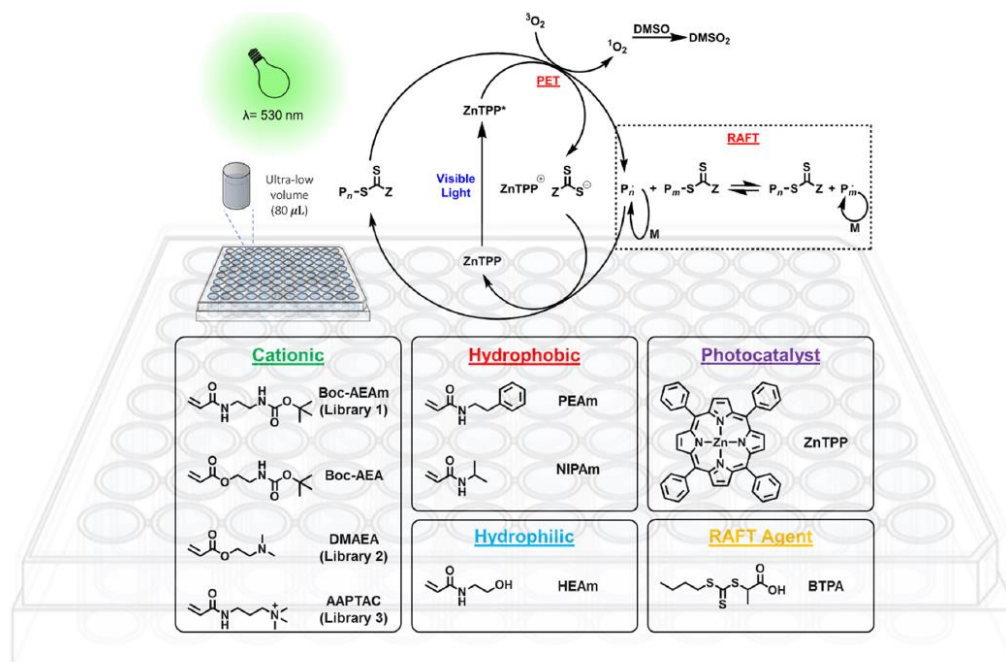 λ= 530 nm
Ultra-low
volume
(80 μL)
³O₂
¹O₂
DMSO
DMSO₂
PET
ZnTPP*
Visible
Light
ZnTPP⊕
S
Z S⊖
Pn-S Z
S
ZnTPP
RAFT
Pn· + Pm-S Z ⇌ Pn-S Z + Pm·
S
S
M
M
Cationic
Boc-AEAm
(Library 1)
Boc-AEA
DMAEA
(Library 2)
AAPTAC
(Library 3)
Hydrophobic
PEAm
NIPAm
Hydrophilic
HEAm
Photocatalyst
ZnTPP
RAFT Agent
BTPA